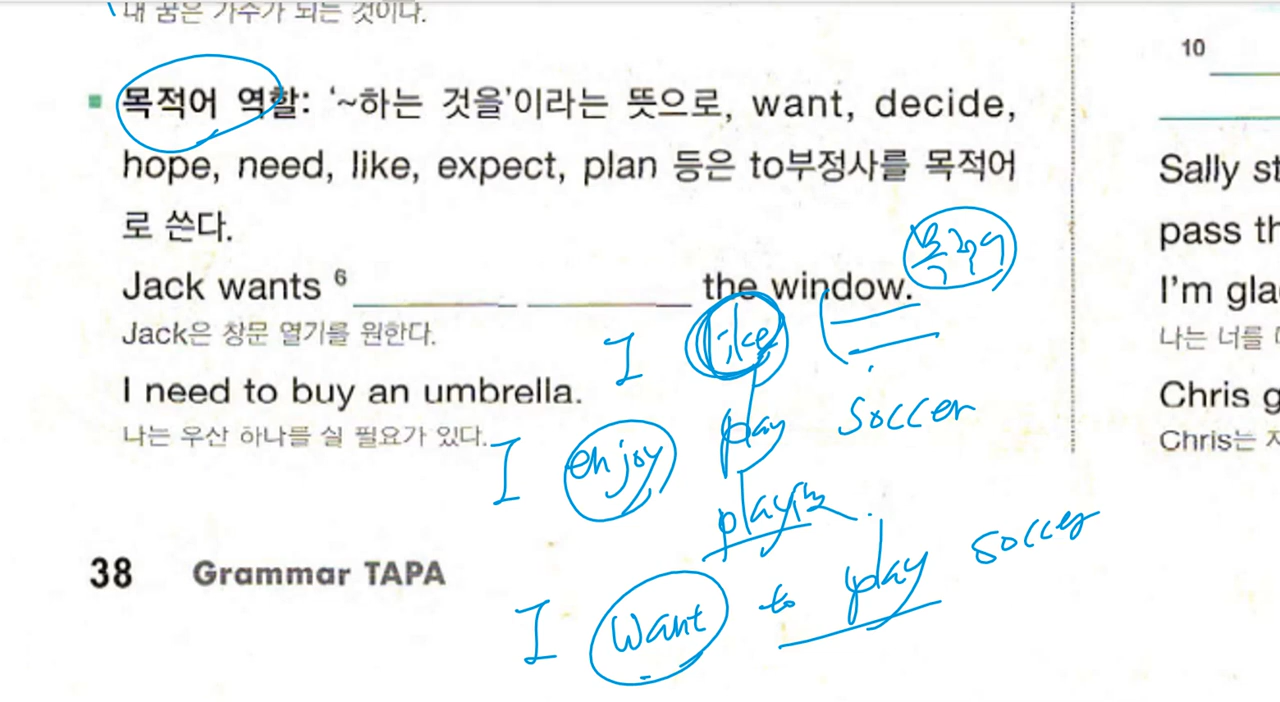 내 꿈은 가수가 되는 것이다.
목적어 역할: ‘~하는 것을’이라는 뜻으로, want, decide,
hope, need, like, expect, plan 등은 to부정사를 목적어
로 쓴다.
Jack wants 6 ________ ________ the window.
목적어
Jack은 창문 열기를 원한다.
I like
I need to buy an umbrella.
play soccer
나는 우산 하나를 실 필요가 있다.
I enjoy
playing
I want to play soccer
38 Grammar TAPA
10
Sally st
pass th
I'm gla
나는 너를 다
Chris g
Chris는 지